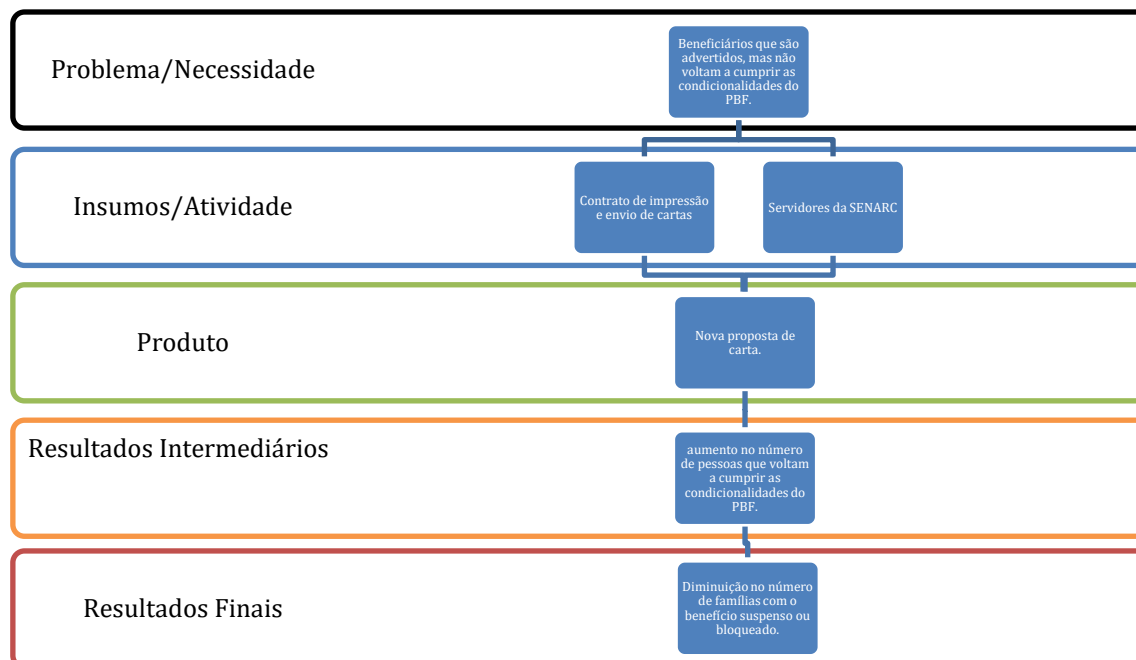 Problema/Necessidade
Beneficiários que são
advertidos, mas não
voltam a cumprir as
condicionalidades do
PBF.
Insumos/Atividade
Contrato de impressão
e envio de cartas
Servidores da SENARC
Produto
Nova proposta de
carta.
Resultados Intermediários
aumento no número
de pessoas que voltam
a cumprir as
condicionalidades do
PBF.
Resultados Finais
Diminuição no número
de famílias com o
benefício suspenso ou
bloqueado.